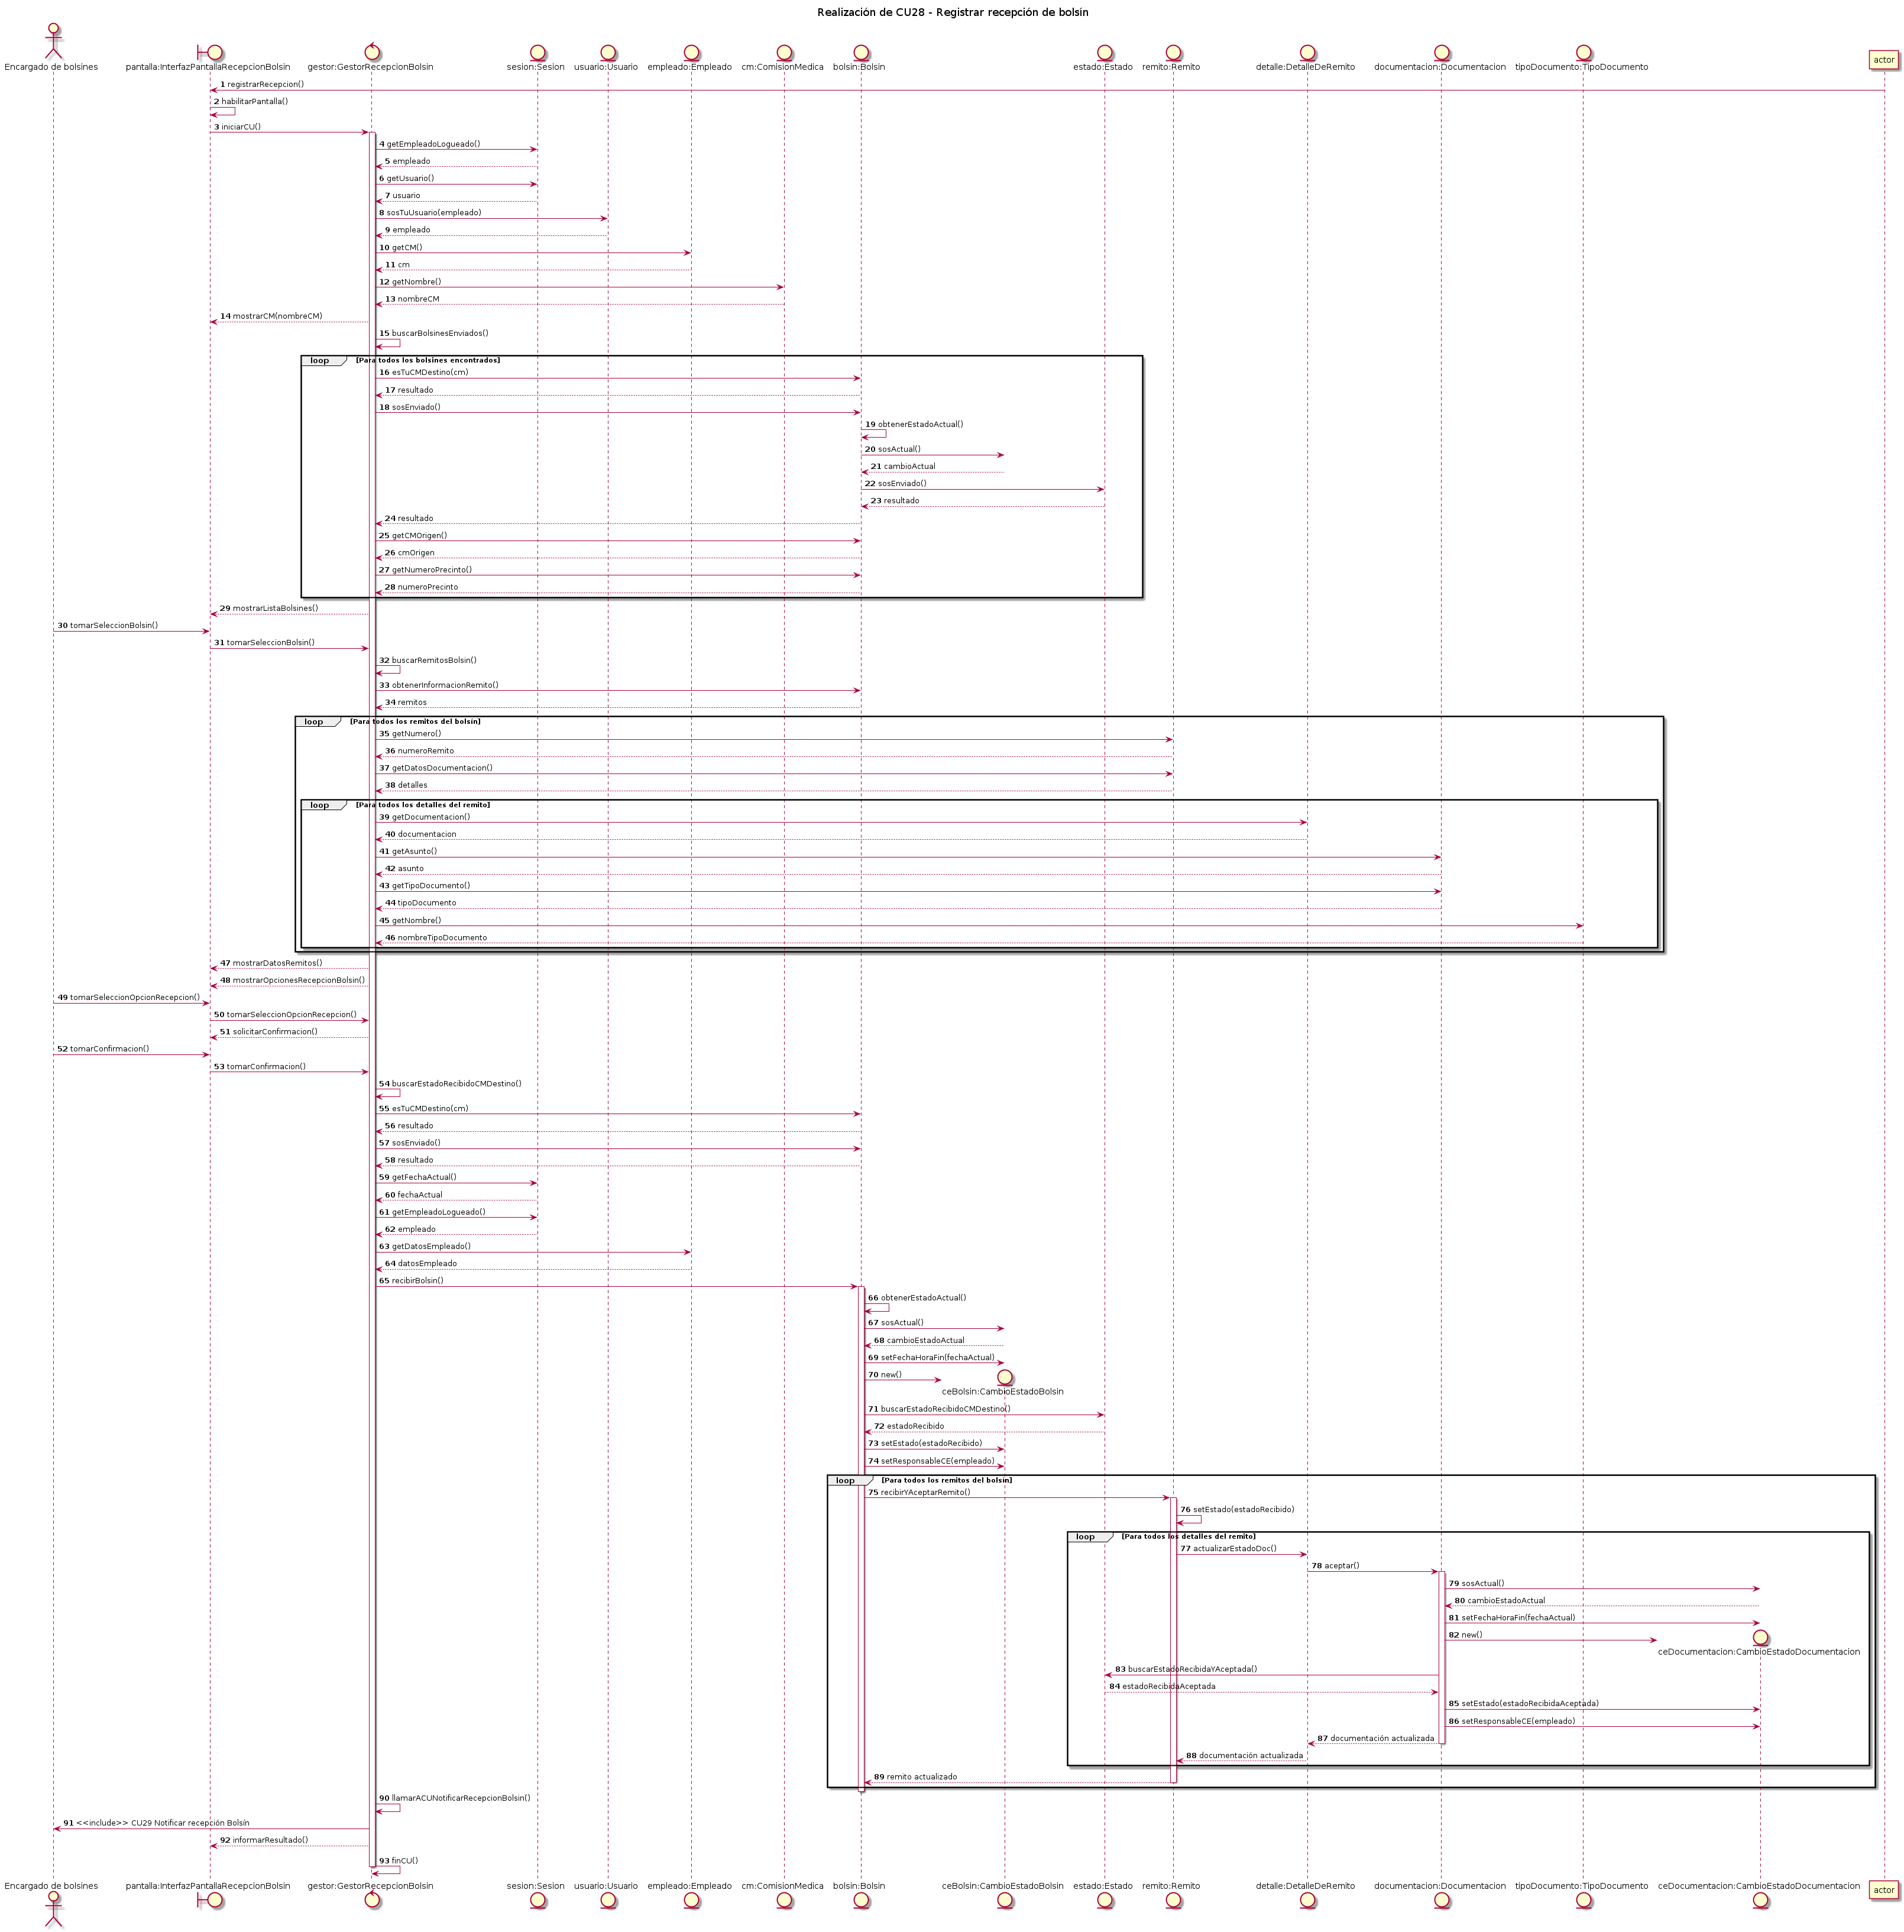 Realización de CU28 - Registrar recepción de bolsín
Encargado de bolsines
pantalla:InterfazPantallaRecepcionBolsin
gestor:GestorRecepcionBolsin
sesion:Sesion
usuario:Usuario
empleado:Empleado
cm:ComisionMedica
bolsin:Bolsin
estado:Estado
remito:Remito
detalle:DetalleDeRemito
documentacion:Documentacion
tipoDocumento:TipoDocumento
actor
1 registrarRecepcion()
2 habilitarPantalla()
3 iniciarCU()
4 getEmpleadoLogueado()
5 empleado
6 getUsuario()
7 usuario
8 sosTuUsuario(empleado)
9 empleado
10 getCM()
11 cm
12 getNombre()
13 nombreCM
14 mostrarCM(nombreCM)
15 buscarBolsinesEnviados()
loop [Para todos los bolsines encontrados]
16 esTuCMDestino(cm)
17 resultado
18 sosEnviado()
19 obtenerEstadoActual()
20 sosActual()
21 cambioActual
22 sosEnviado()
23 resultado
24 resultado
25 getCMOrigen()
26 cmOrigen
27 getNumeroPrecinto()
28 numeroPrecinto
29 mostrarListaBolsines()
30 tomarSeleccionBolsin()
31 tomarSeleccionBolsin()
32 buscarRemitosBolsin()
33 obtenerInformacionRemito()
34 remitos
loop [Para todos los remitos del bolsín]
35 getNumero()
36 numeroRemito
37 getDatosDocumentacion()
38 detalles
loop [Para todos los detalles del remito]
39 getDocumentacion()
40 documentacion
41 getAsunto()
42 asunto
43 getTipoDocumento()
44 tipoDocumento
45 getNombre()
46 nombreTipoDocumento
47 mostrarDatosRemitos()
48 mostrarOpcionesRecepcionBolsin()
49 tomarSeleccionOpcionRecepcion()
50 tomarSeleccionOpcionRecepcion()
51 solicitarConfirmacion()
52 tomarConfirmacion()
53 tomarConfirmacion()
54 buscarEstadoRecibidoCMDestino()
55 esTuCMDestino(cm)
56 resultado
57 sosEnviado()
58 resultado
59 getFechaActual()
60 fechaActual
61 getEmpleadoLogueado()
62 empleado
63 getDatosEmpleado()
64 datosEmpleado
65 recibirBolsin()
66 obtenerEstadoActual()
67 sosActual()
68 cambioEstadoActual
69 setFechaHoraFin(fechaActual)
70 new()
ceBolsin:CambioEstadoBolsin
71 buscarEstadoRecibidoCMDestino()
72 estadoRecibido
73 setEstado(estadoRecibido)
74 setResponsableCE(empleado)
loop [Para todos los remitos del bolsín]
75 recibirYAceptarRemito()
76 setEstado(estadoRecibido)
loop [Para todos los detalles del remito]
77 actualizarEstadoDoc()
78 aceptar()
79 sosActual()
80 cambioEstadoActual
81 setFechaHoraFin(fechaActual)
82 new()
ceDocumentacion:CambioEstadoDocumentacion
83 buscarEstadoRecibidaYAceptada()
84 estadoRecibidaAceptada
85 setEstado(estadoRecibidaAceptada)
86 setResponsableCE(empleado)
87 documentación actualizada
88 documentación actualizada
89 remito actualizado
90 llamarACUNotificarRecepcionBolsin()
91 <<include>> CU29 Notificar recepción Bolsín
92 informarResultado()
93 finCU()
Encargado de bolsines
pantalla:InterfazPantallaRecepcionBolsin
gestor:GestorRecepcionBolsin
sesion:Sesion
usuario:Usuario
empleado:Empleado
cm:ComisionMedica
bolsin:Bolsin
ceBolsin:CambioEstadoBolsin
estado:Estado
remito:Remito
detalle:DetalleDeRemito
documentacion:Documentacion
tipoDocumento:TipoDocumento
ceDocumentacion:CambioEstadoDocumentacion
actor